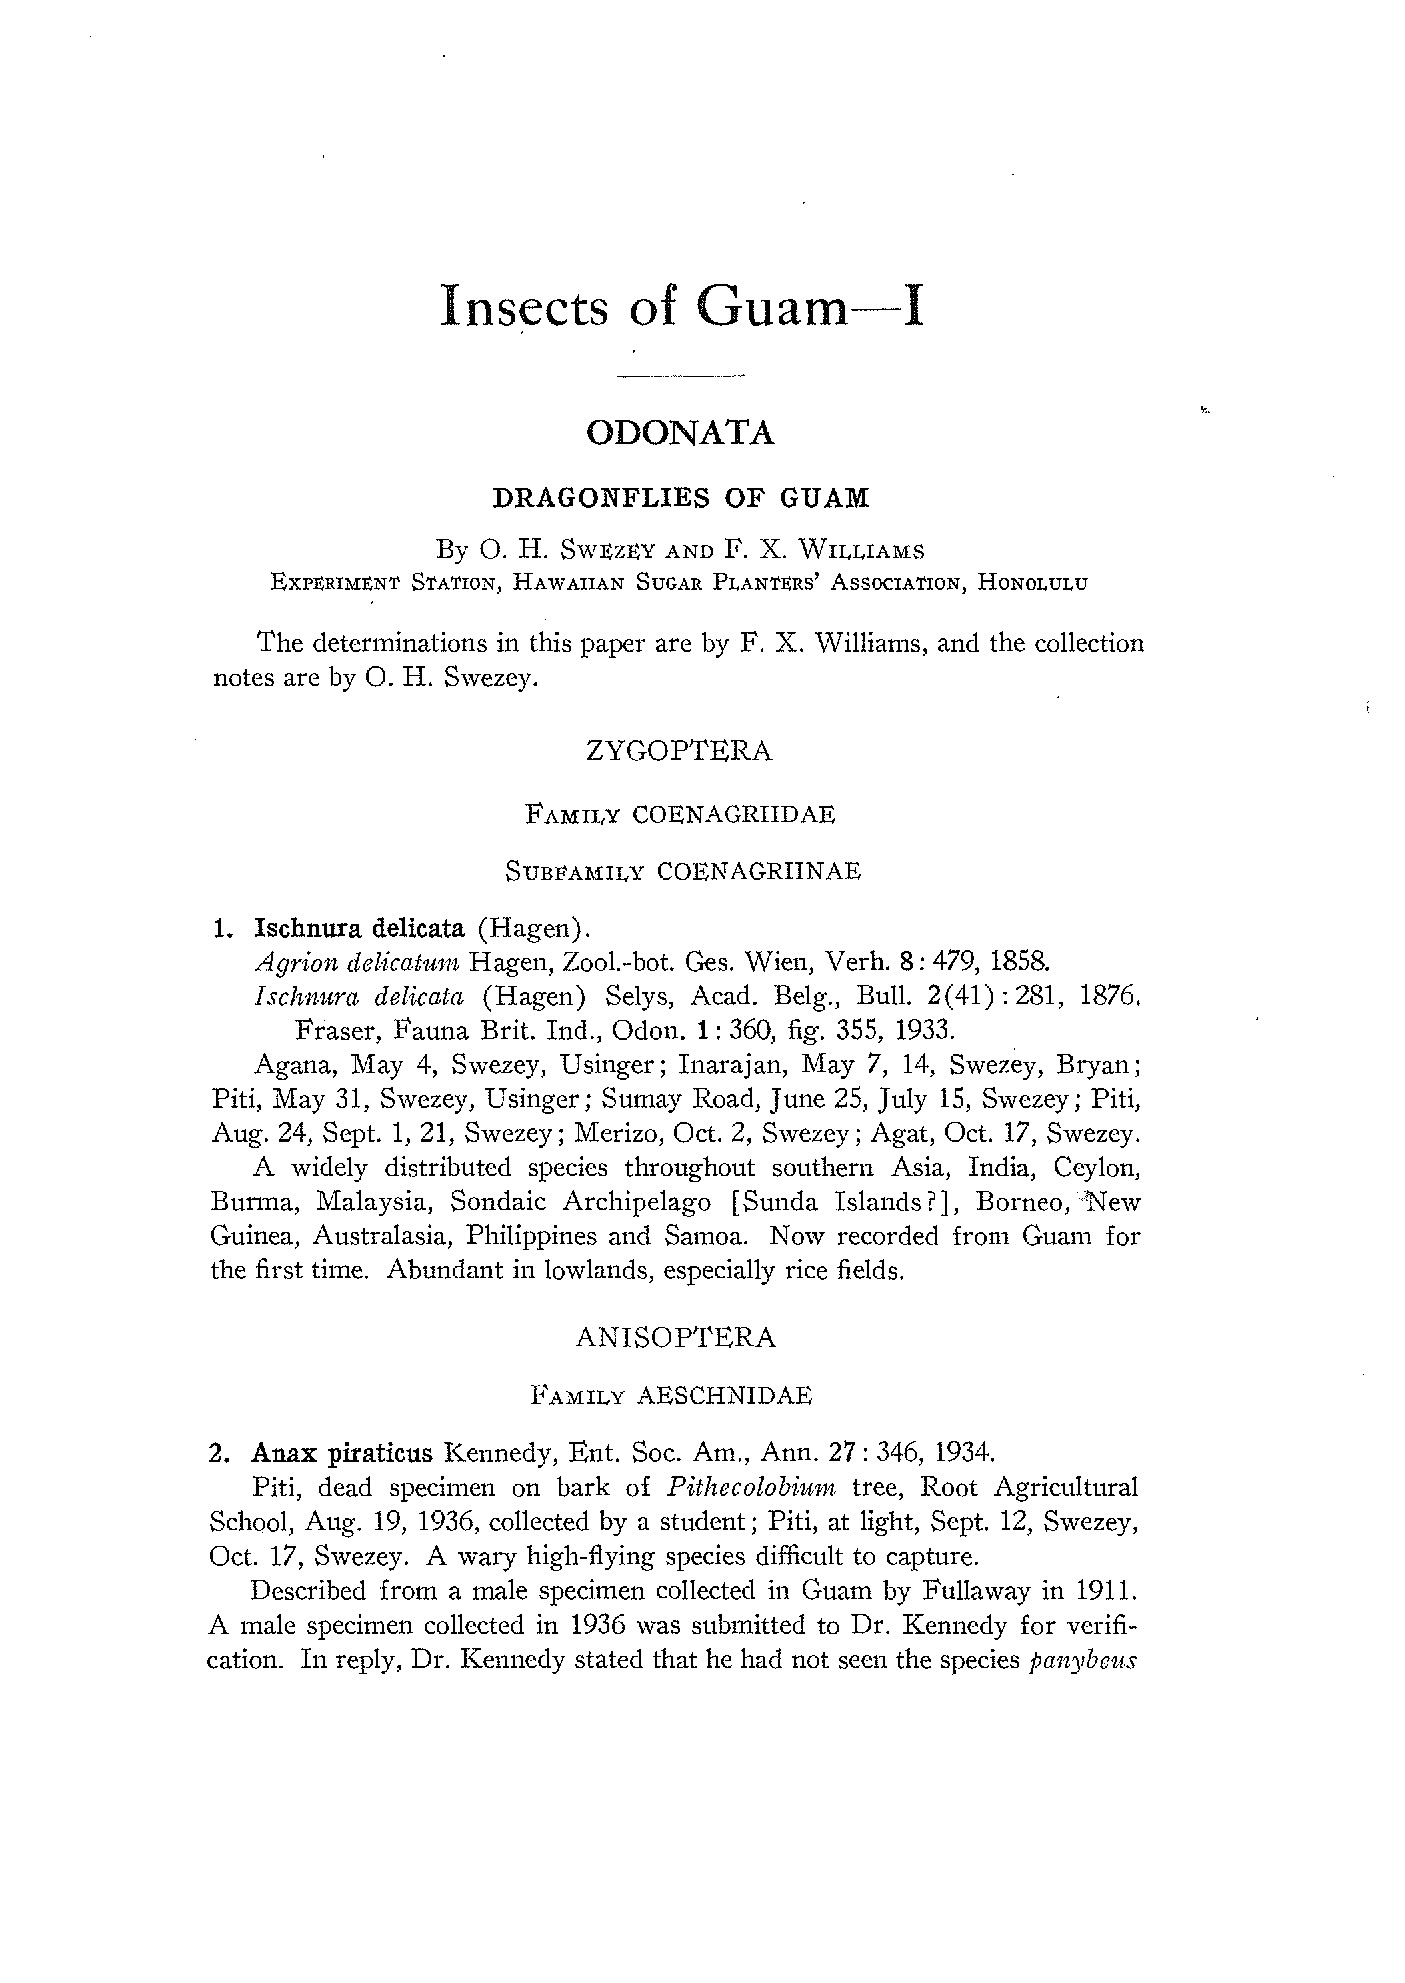 Insects of Guam—I
ODONATA
DRAGONFLIES OF GUAM
By O. H. Swezey and F. X. Williams
Experiment Station, Hawaiian Sugar Planters' Association, Honolulu
The determinations in this paper are by F. X. Williams, and the collection
notes are by O. H. Swezey.
ZYGOPTERA
Family COENAGRIIDAE
Subfamily COENAGRIINAE
1. Ischnura delicata (Hagen).
Agrion delicatum Hagen, Zool.-bot. Ges. Wien, Verh. 8: 479, 1858.
Ischnura delicata (Hagen) Selys, Acad. Belg., Bull. 2(41): 281, 1876.
Fraser, Fauna Brit. Ind., Odon. 1: 360, fig. 355, 1933.
Agana, May 4, Swezey, Usinger; Inarajan, May 7, 14, Swezey, Bryan;
Piti, May 31, Swezey, Usinger; Sumay Road, June 25, July 15, Swezey; Piti,
Aug. 24, Sept. 1, 21, Swezey; Merizo, Oct. 2, Swezey; Agat, Oct. 17, Swezey.
A widely distributed species throughout southern Asia, India, Ceylon,
Burma, Malaysia, Sondaic Archipelago [Sunda Islands?], Borneo, New
Guinea, Australasia, Philippines and Samoa. Now recorded from Guam for
the first time. Abundant in lowlands, especially rice fields.
ANISOPTERA
Family AESCHNIDAE
2. Anax piraticus Kennedy, Ent. Soc. Am., Ann. 27: 346, 1934.
Piti, dead specimen on bark of Pithecolobium tree, Root Agricultural
School, Aug. 19, 1936, collected by a student; Piti, at light, Sept. 12, Swezey,
Oct. 17, Swezey. A wary high-flying species difficult to capture.
Described from a male specimen collected in Guam by Fullaway in 1911.
A male specimen collected in 1936 was submitted to Dr. Kennedy for verifi-
cation. In reply, Dr. Kennedy stated that he had not seen the species panybeus